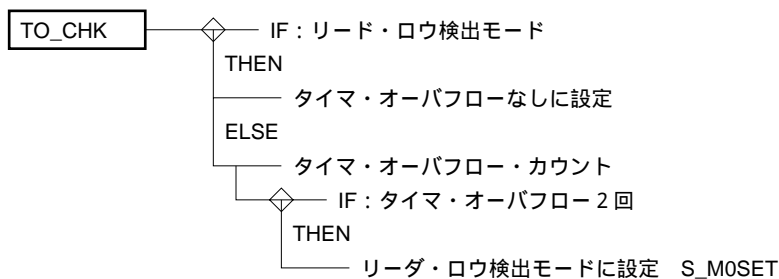 TO_CHK IF：リード・ロウ検出モード
THEN
タイマ・オーバフローなしに設定
ELSE
タイマ・オーバフロー・カウント
IF：タイマ・オーバフロー2回
THEN
リーダ・ロウ検出モードに設定 S_M0SET